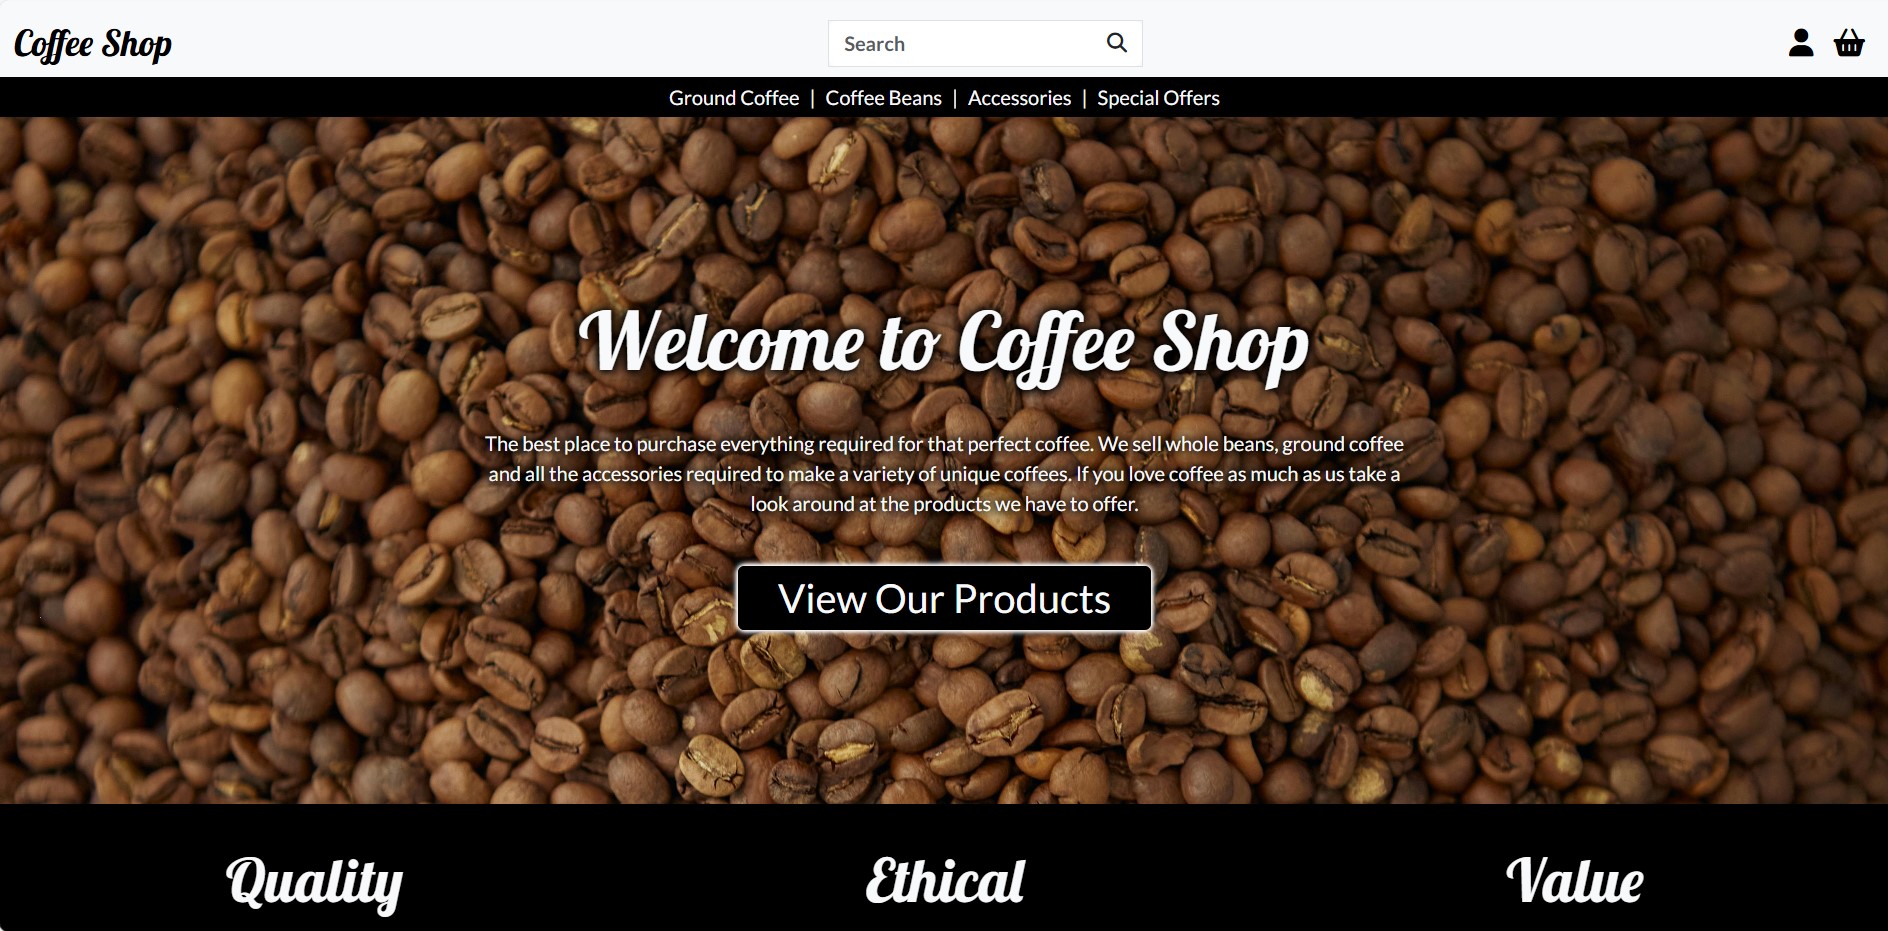 Coffee Shop
Search
Ground Coffee | Coffee Beans | Accessories | Special Offers
Welcome to Coffee Shop
The best place to purchase everything required for that perfect coffee. We sell whole beans, ground coffee
and all the accessories required to make a variety of unique coffees. If you love coffee as much as us take a
look around at the products we have to offer.
View Our Products
Quality
Ethical
Value